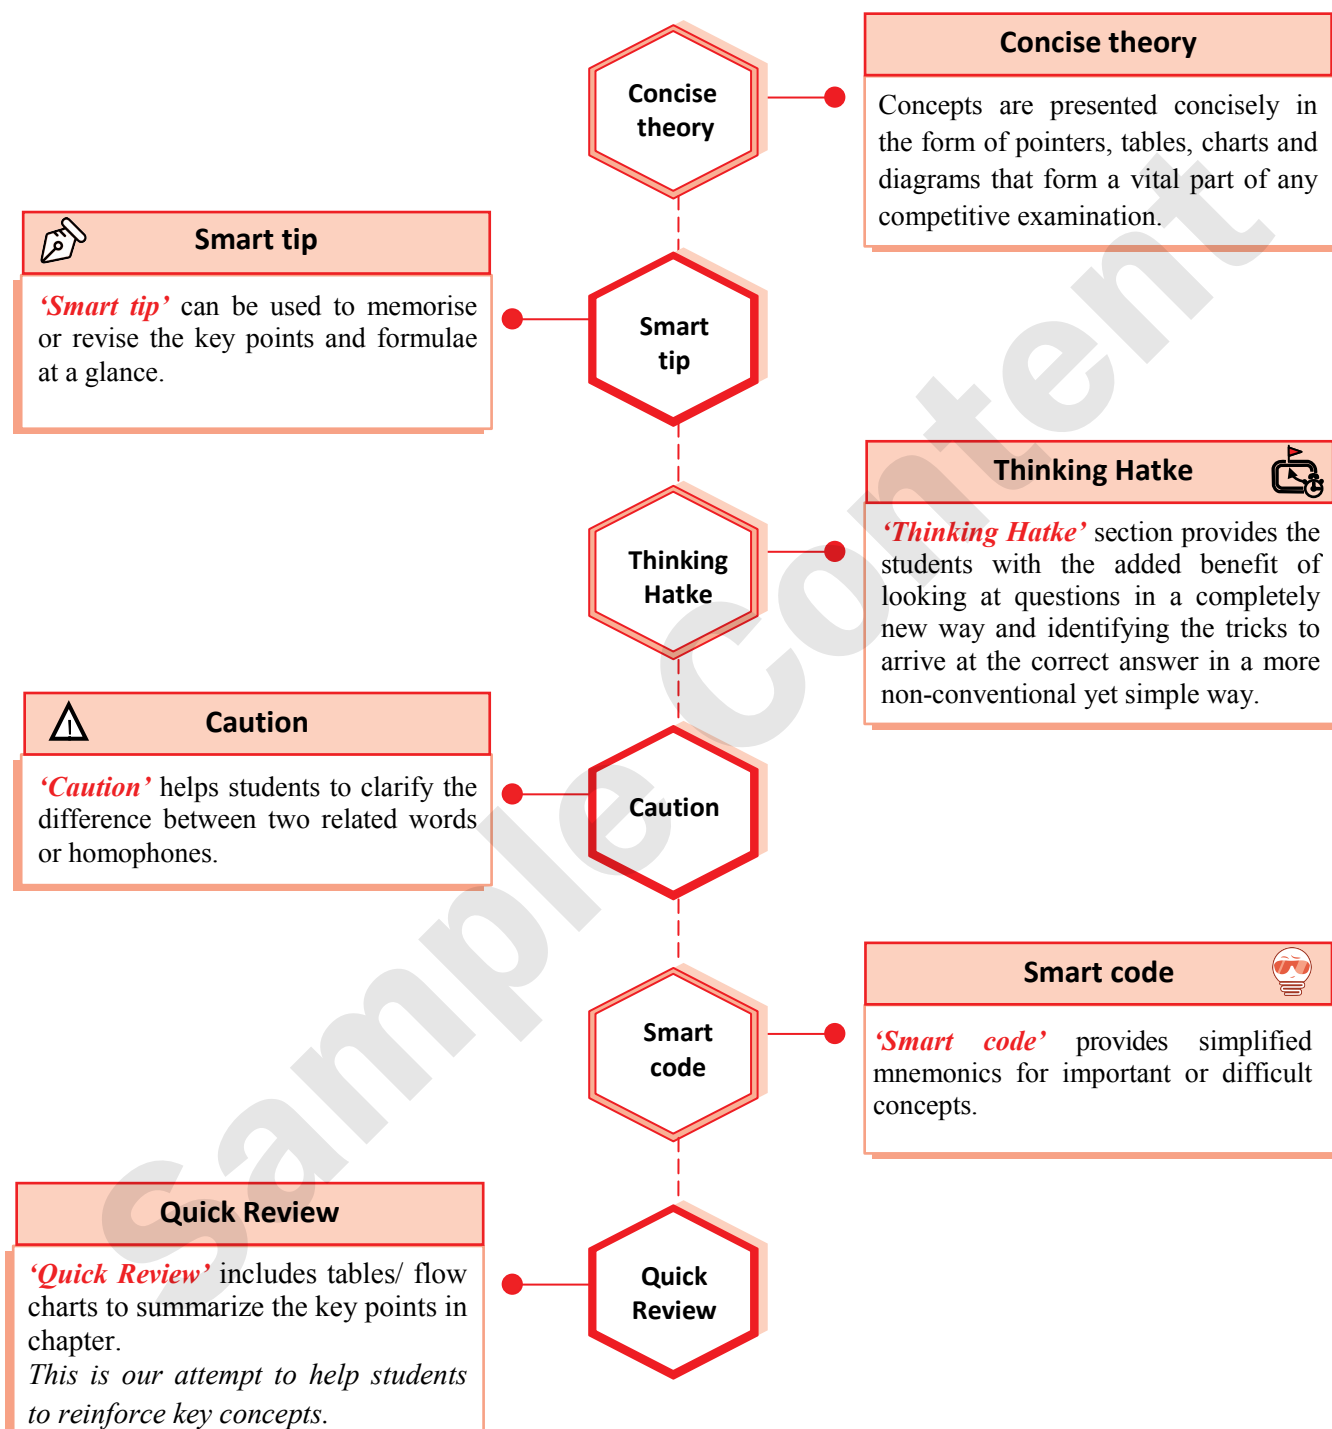 Concise
theory
Concise theory
Concepts are presented concisely in
the form of pointers, tables, charts and
diagrams that form a vital part of any
competitive examination.
Smart tip
‘Smart tip’ can be used to memorise
or revise the key points and formulae
at a glance.
Smart
tip
Thinking
Hatke
Thinking Hatke
‘Thinking Hatke’ section provides the
students with the added benefit of
looking at questions in a completely
new way and identifying the tricks to
arrive at the correct answer in a more
non-conventional yet simple way.
Caution
‘Caution’ helps students to clarify the
difference between two related words
or homophones.
Caution
Smart
code
Smart code
‘Smart code’ provides simplified
mnemonics for important or difficult
concepts.
Quick Review
‘Quick Review’ includes tables/ flow
charts to summarize the key points in
chapter.
This is our attempt to help students
to reinforce key concepts.
Quick
Review
Sample Content